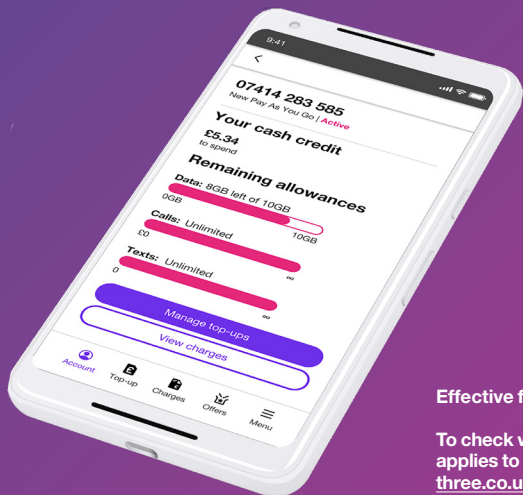 9:41
07414 283 585
New Pay As You Go | Active
Your cash credit
£5.34
to spend
Remaining allowances
Data: 8GB left of 10GB
0GB 10GB
Calls: Unlimited
£0 ∞
Texts: Unlimited
0 ∞
Manage top-ups
View charges
Account Top-up Charges Offers Menu
Effective f
To check w
applies to
three.co.u